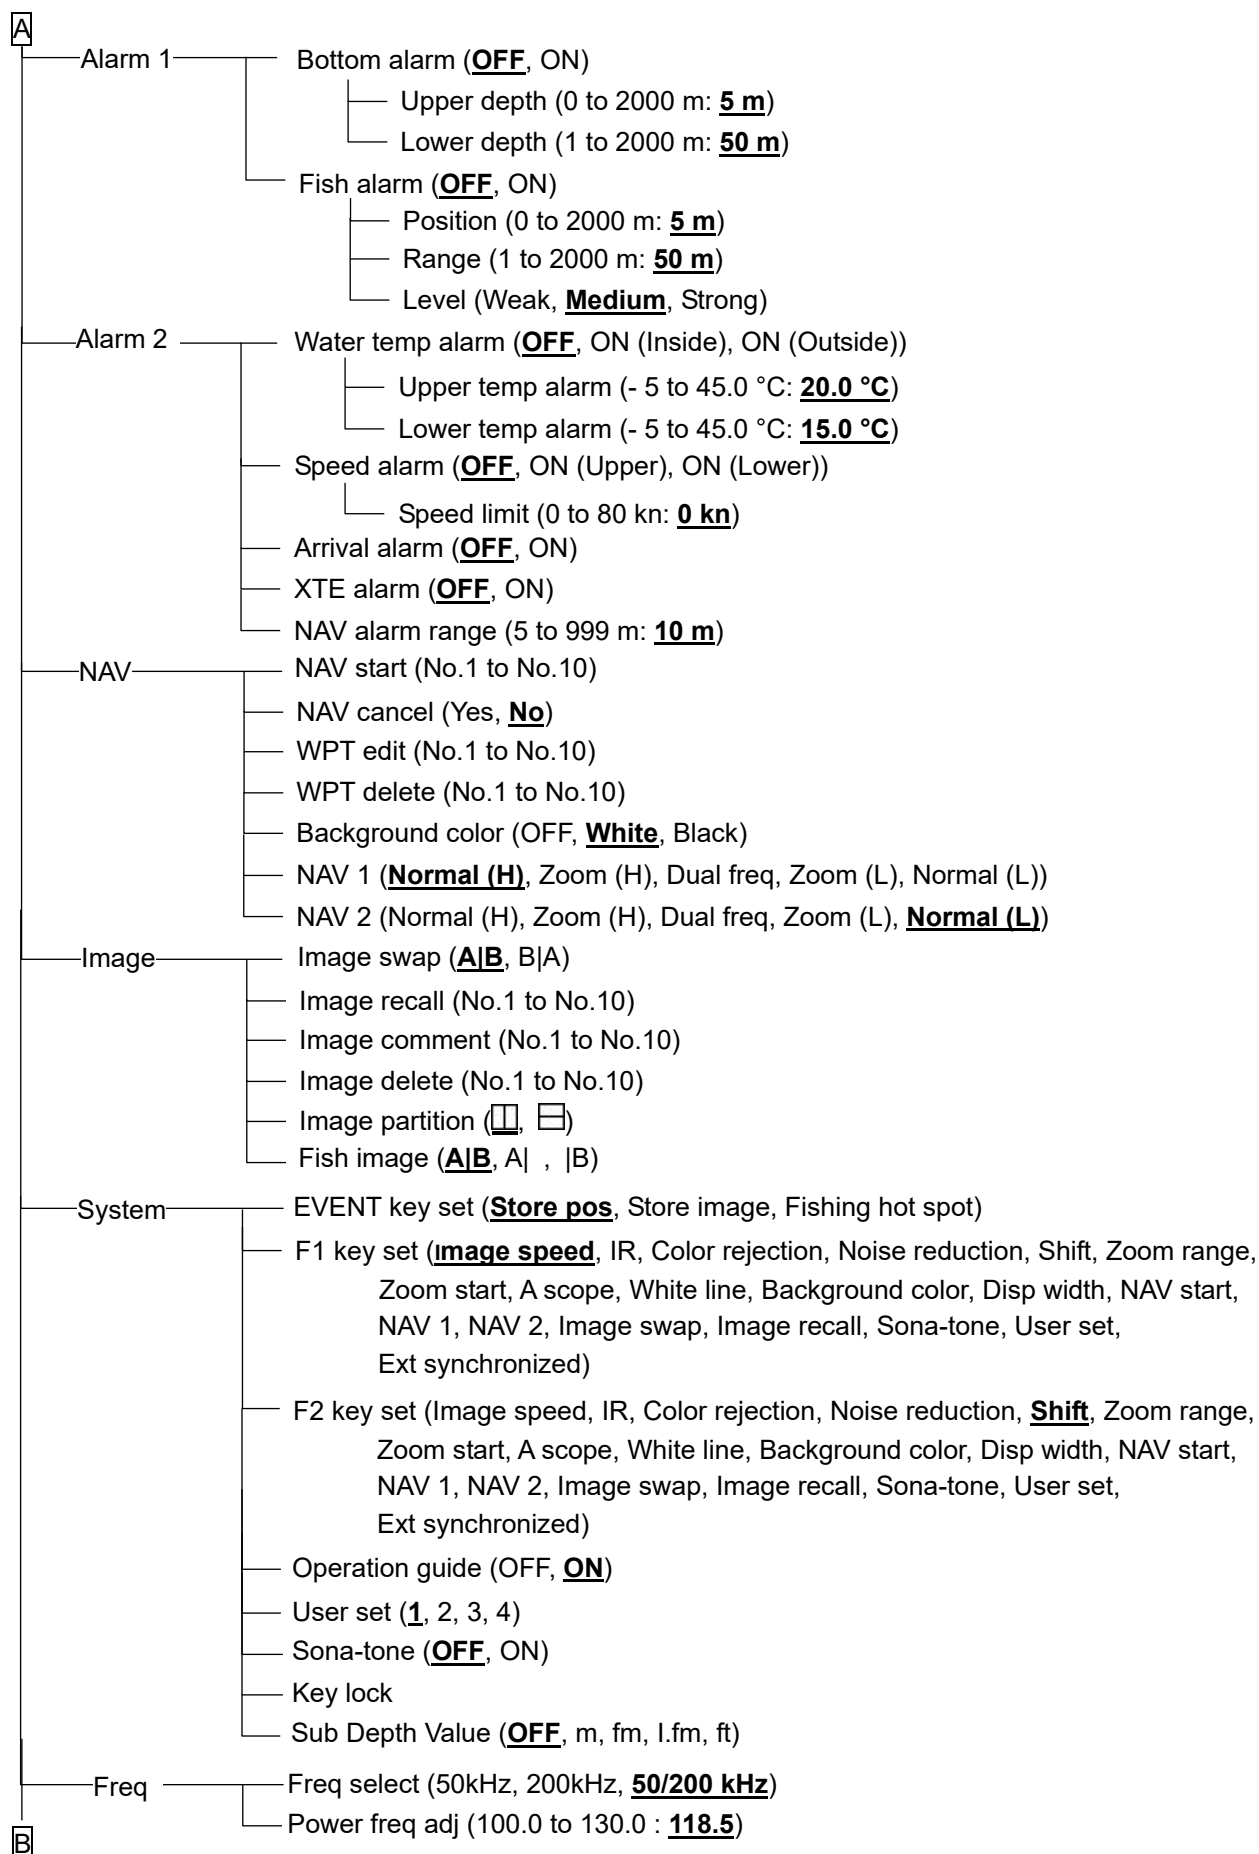 A
Alarm 1
Bottom alarm (OFF, ON)
Upper depth (0 to 2000 m: 5 m)
Lower depth (1 to 2000 m: 50 m)
Fish alarm (OFF, ON)
Position (0 to 2000 m: 5 m)
Range (1 to 2000 m: 50 m)
Level (Weak, Medium, Strong)
Alarm 2
Water temp alarm (OFF, ON (Inside), ON (Outside))
Upper temp alarm (- 5 to 45.0 °C: 20.0 °C)
Lower temp alarm (- 5 to 45.0 °C: 15.0 °C)
Speed alarm (OFF, ON (Upper), ON (Lower))
Speed limit (0 to 80 kn: 0 kn)
Arrival alarm (OFF, ON)
XTE alarm (OFF, ON)
NAV alarm range (5 to 999 m: 10 m)
NAV
NAV start (No.1 to No.10)
NAV cancel (Yes, No)
WPT edit (No.1 to No.10)
WPT delete (No.1 to No.10)
Background color (OFF, White, Black)
NAV 1 (Normal (H), Zoom (H), Dual freq, Zoom (L), Normal (L))
NAV 2 (Normal (H), Zoom (H), Dual freq, Zoom (L), Normal (L))
Image
Image swap (A|B, B|A)
Image recall (No.1 to No.10)
Image comment (No.1 to No.10)
Image delete (No.1 to No.10)
Image partition ( , )
Fish image (A|B, A| , |B)
System
EVENT key set (Store pos, Store image, Fishing hot spot)
F1 key set (Image speed, IR, Color rejection, Noise reduction, Shift, Zoom range,
Zoom start, A scope, White line, Background color, Disp width, NAV start,
NAV 1, NAV 2, Image swap, Image recall, Sona-tone, User set,
Ext synchronized)
F2 key set (Image speed, IR, Color rejection, Noise reduction, Shift, Zoom range,
Zoom start, A scope, White line, Background color, Disp width, NAV start,
NAV 1, NAV 2, Image swap, Image recall, Sona-tone, User set,
Ext synchronized)
Operation guide (OFF, ON)
User set (1, 2, 3, 4)
Sona-tone (OFF, ON)
Key lock
Sub Depth Value (OFF, m, fm, I.fm, ft)
Freq
Freq select (50kHz, 200kHz, 50/200 kHz)
Power freq adj (100.0 to 130.0 : 118.5)
B